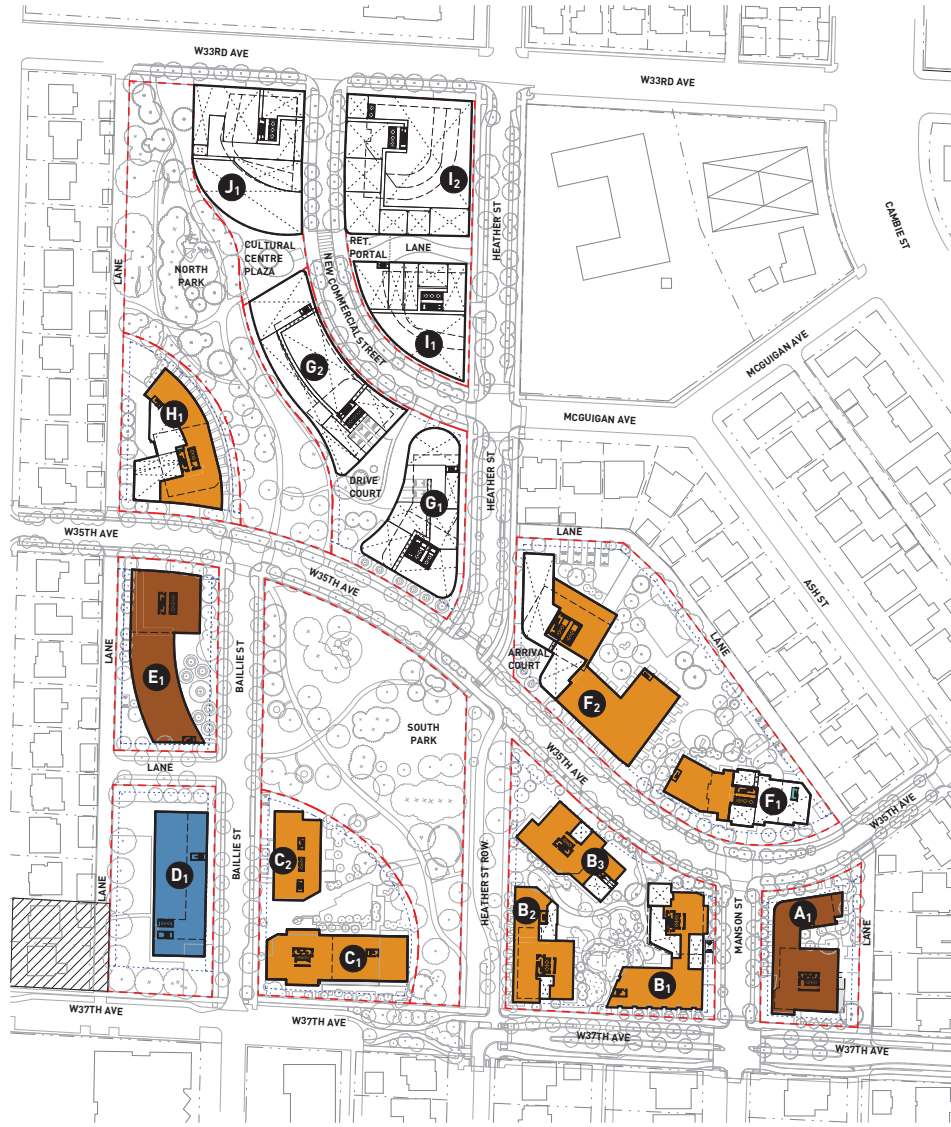 W33RD AVE
W33RD AVE
J1
I2
CAMBIE ST
HEATHER ST
CULTURAL
CENTRE
PLAZA
RET.
PORTAL
LANE
LANE
NORTH
PARK
NEW COMMERCIAL STREET
I1
MCGUIGAN AVE
G2
H1
MCGUIGAN AVE
DRIVE
COURT
HEATHER ST
G1
W35TH AVE
LANE
W35TH AVE
ASH ST
LANE
ARRIVAL
COURT
LANE
BAILLIE ST
E1
F2
SOUTH
PARK
W35TH AVE
LANE
F1
W35TH AVE
BAILLIE ST
C2
B3
LANE
D1
HEATHER ST ROW
B2
MANSON ST
A1
LANE
C1
B1
W37TH AVE
W37TH AVE
W37TH AVE
W37TH AVE